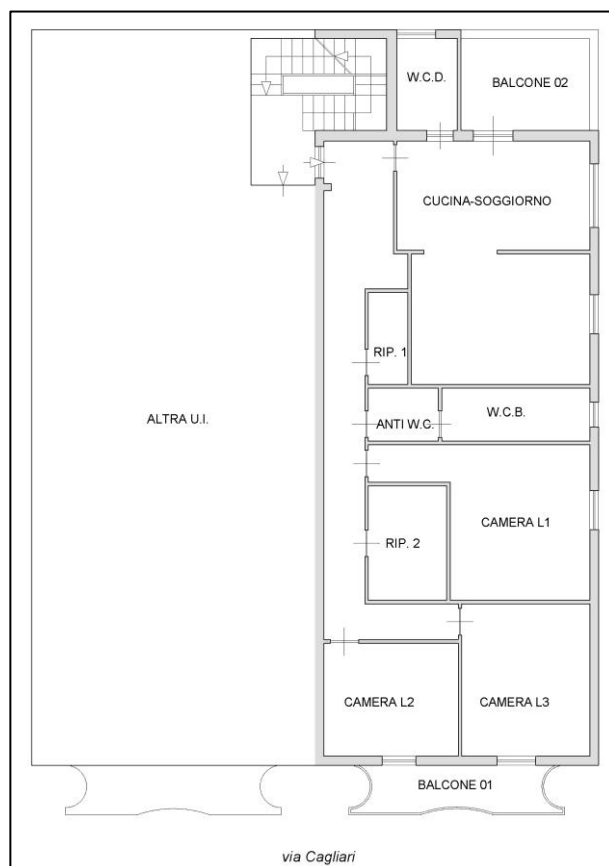 W.C.D.
BALCONE 02
CUCINA-SOGGIORNO
RIP. 1
ALTRA U.I.
ANTI W.C.
W.C.B.
CAMERA L1
RIP. 2
CAMERA L2
CAMERA L3
BALCONE 01
via Cagliari